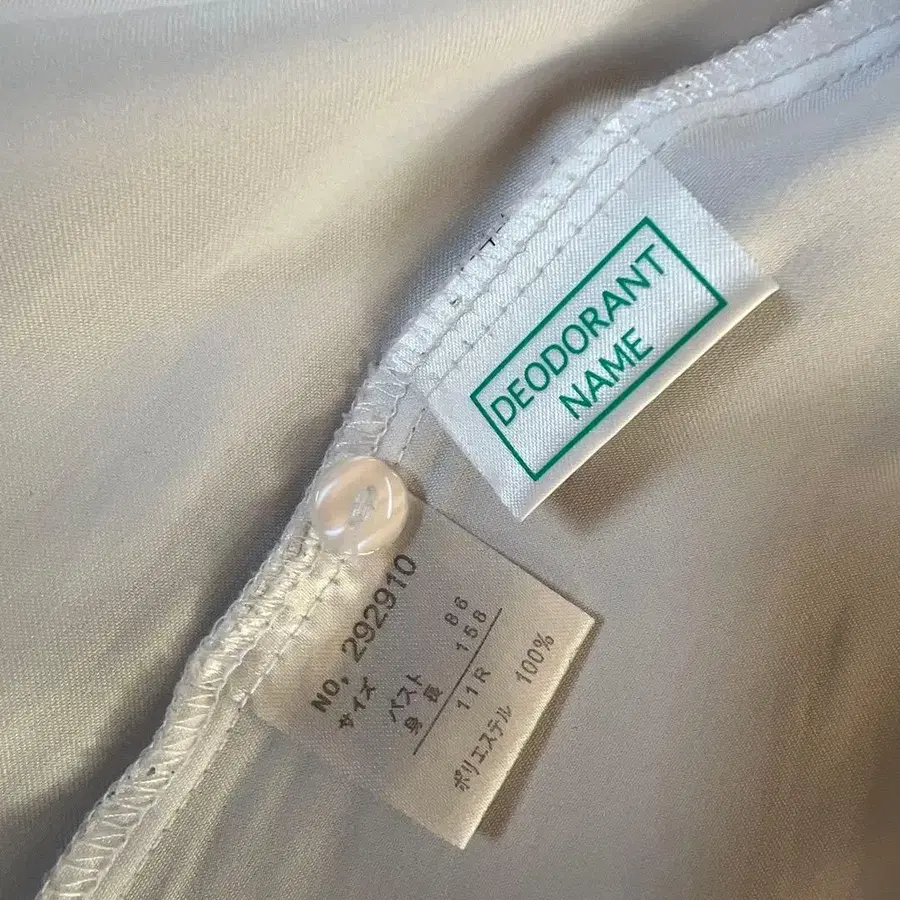 DEODORANT
NAME
NO. 292910
サイズ
バスト 86
身長 158
11R
ポリエステル 100%